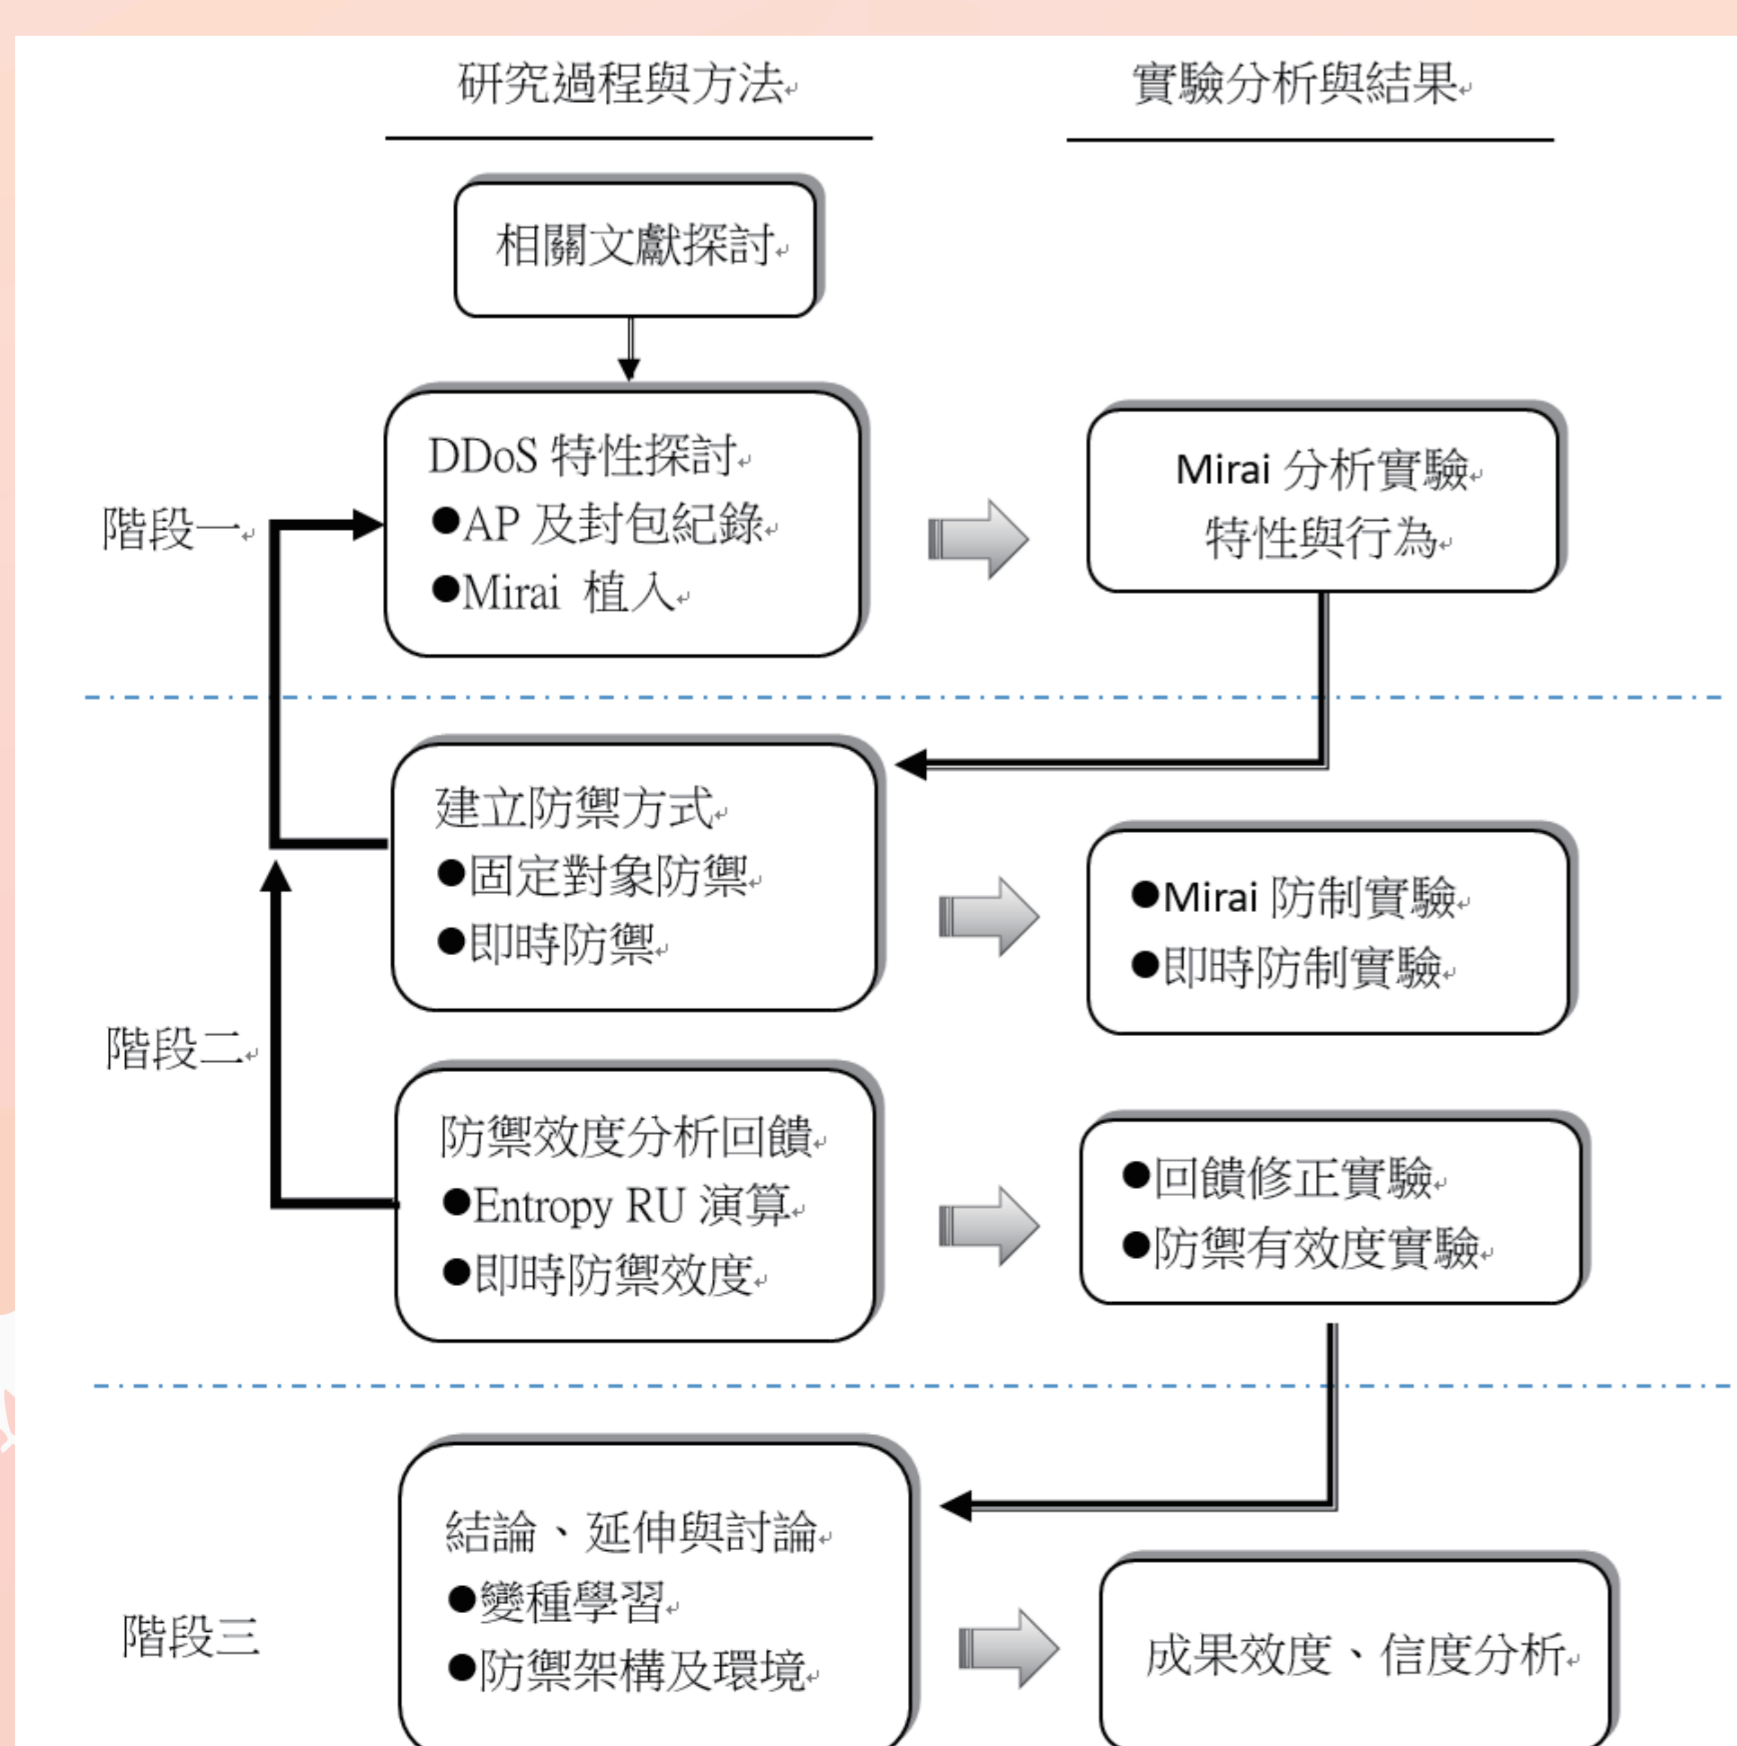 研究過程與方法
實驗分析與結果
相關文獻探討
階段一
DDoS 特性探討
●AP 及封包紀錄
●Mirai 植入
Mirai 分析實驗
特性與行為
階段二
建立防禦方式
●固定對象防禦
●即時防禦
●Mirai 防制實驗
●即時防制實驗
防禦效度分析回饋
●Entropy RU 演算
●即時防禦效度
●回饋修正實驗
●防禦有效度實驗
階段三
結論、延伸與討論
●變種學習
●防禦架構及環境
成果效度、信度分析